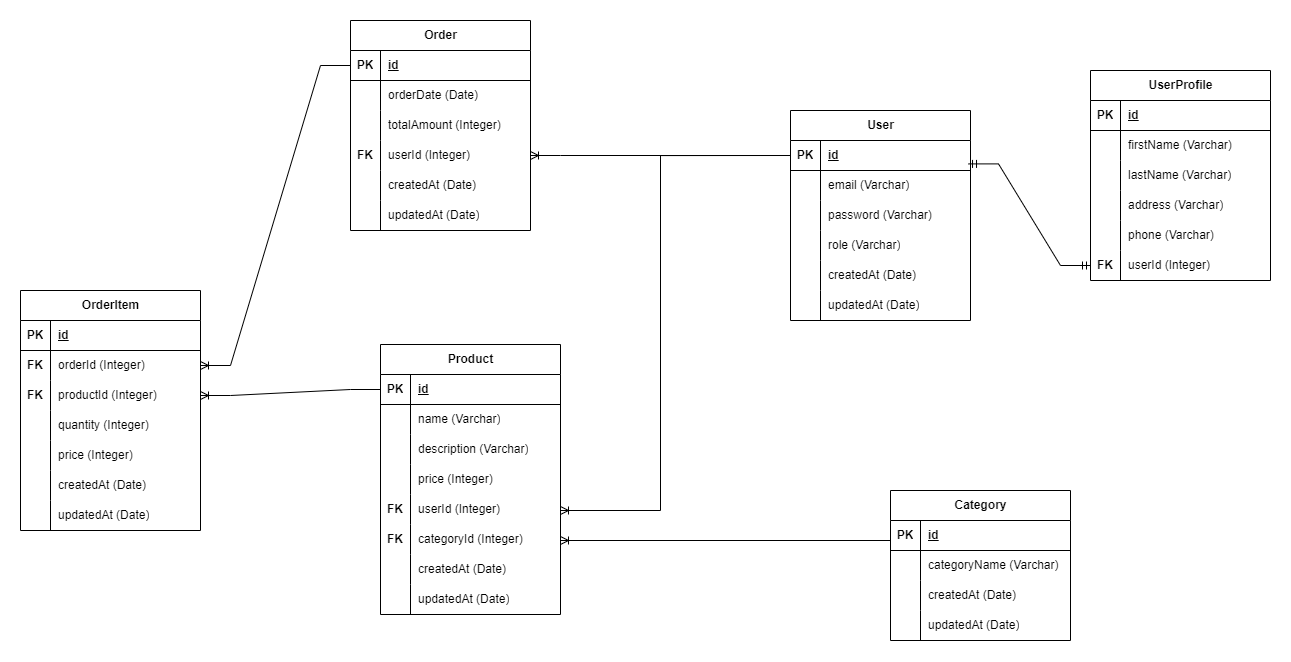 Order
PK id
orderDate (Date)
totalAmount (Integer)
FK userId (Integer)
createdAt (Date)
updatedAt (Date)
User
PK id
email (Varchar)
password (Varchar)
role (Varchar)
createdAt (Date)
updatedAt (Date)
UserProfile
PK id
firstName (Varchar)
lastName (Varchar)
address (Varchar)
phone (Varchar)
FK userId (Integer)
OrderItem
PK id
FK orderId (Integer)
FK productId (Integer)
quantity (Integer)
price (Integer)
createdAt (Date)
updatedAt (Date)
Product
PK id
name (Varchar)
description (Varchar)
price (Integer)
FK userId (Integer)
FK categoryId (Integer)
createdAt (Date)
updatedAt (Date)
Category
PK id
categoryName (Varchar)
createdAt (Date)
updatedAt (Date)